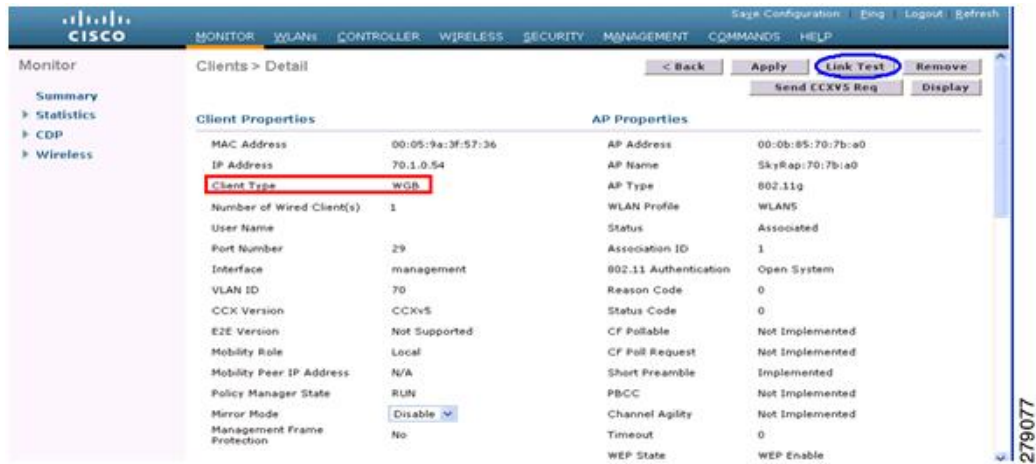 Save Configuration | Ping | Logout | Refresh
CISCO
MONITOR WLANs CONTROLLER WIRELESS SECURITY MANAGEMENT COMMANDS HELP
Monitor
Summary
Statistics
CDP
Wireless
Clients > Detail
< Back Apply Link Test Remove
Send CCXV5 Req Display
Client Properties
MAC Address 00:05:9a:3f:57:36
IP Address 70.1.0.54
Client Type WGB
Number of Wired Client(s) 1
User Name
Port Number 29
Interface management
VLAN ID 70
CCX Version CCXv5
E2E Version Not Supported
Mobility Role Local
Mobility Peer IP Address N/A
Policy Manager State RUN
Mirror Mode Disable
Management Frame
Protection No
AP Properties
AP Address 00:0b:85:70:7b:a0
AP Name SkyRap:70:7b:a0
AP Type 802.11g
WLAN Profile WLAN5
Status Associated
Association ID 1
802.11 Authentication Open System
Reason Code 0
Status Code 0
CF Pollable Not Implemented
CF Poll Request Not Implemented
Short Preamble Implemented
PBCC Not Implemented
Channel Agility Not Implemented
Timeout 0
WEP State WEP Enable
279077